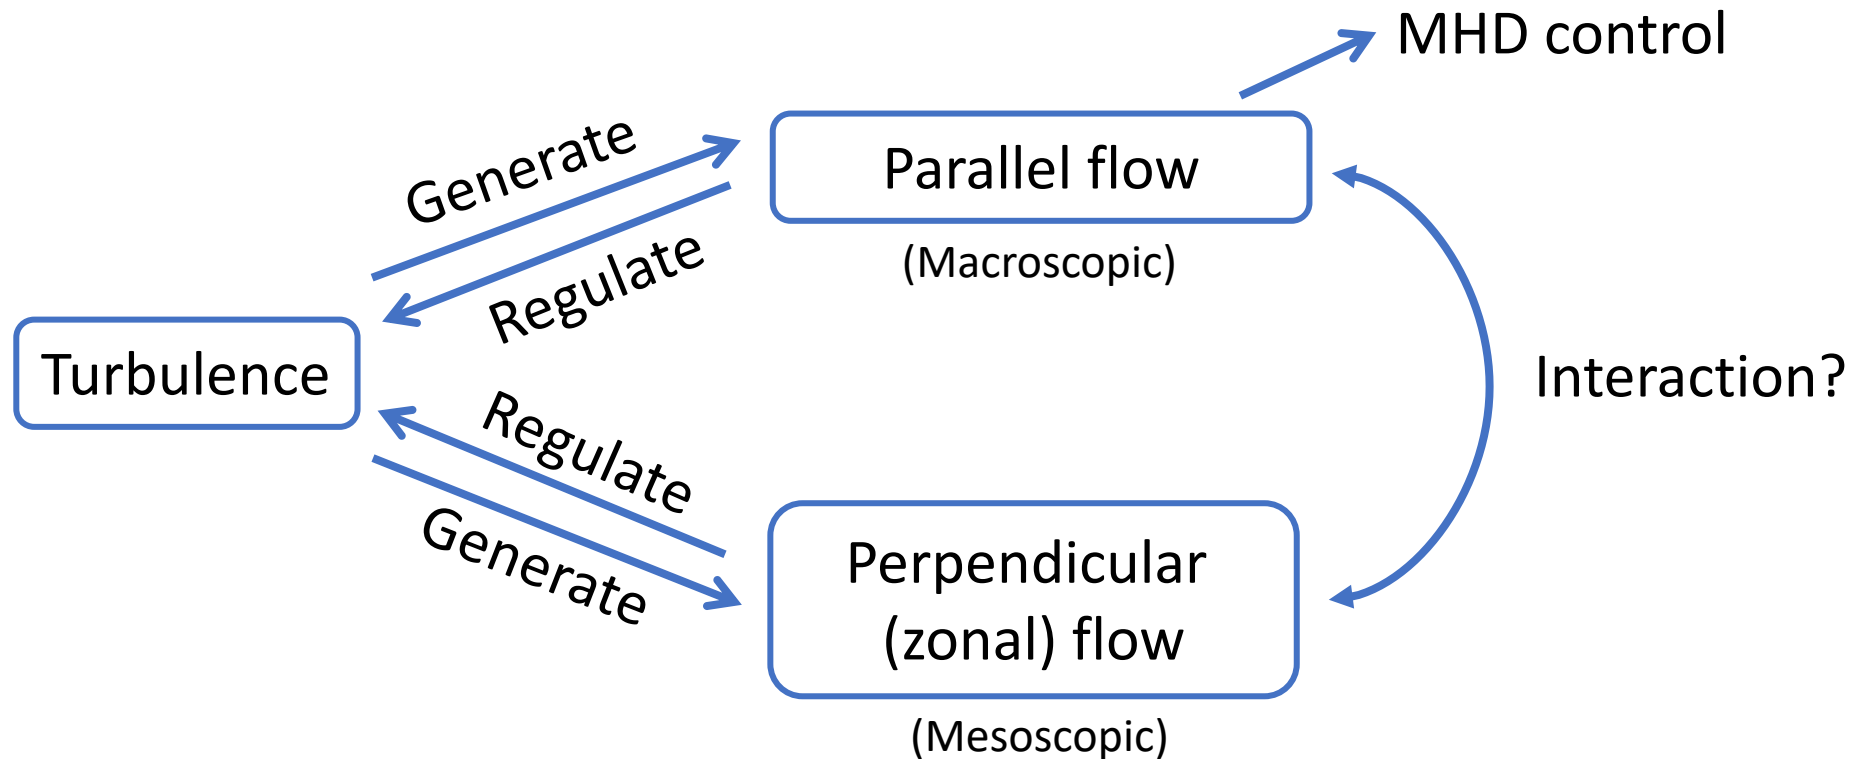 MHD control
Generate
Parallel flow
Regulate
(Macroscopic)
Turbulence
Interaction?
Regulate
Generate
Perpendicular
(zonal) flow
(Mesoscopic)